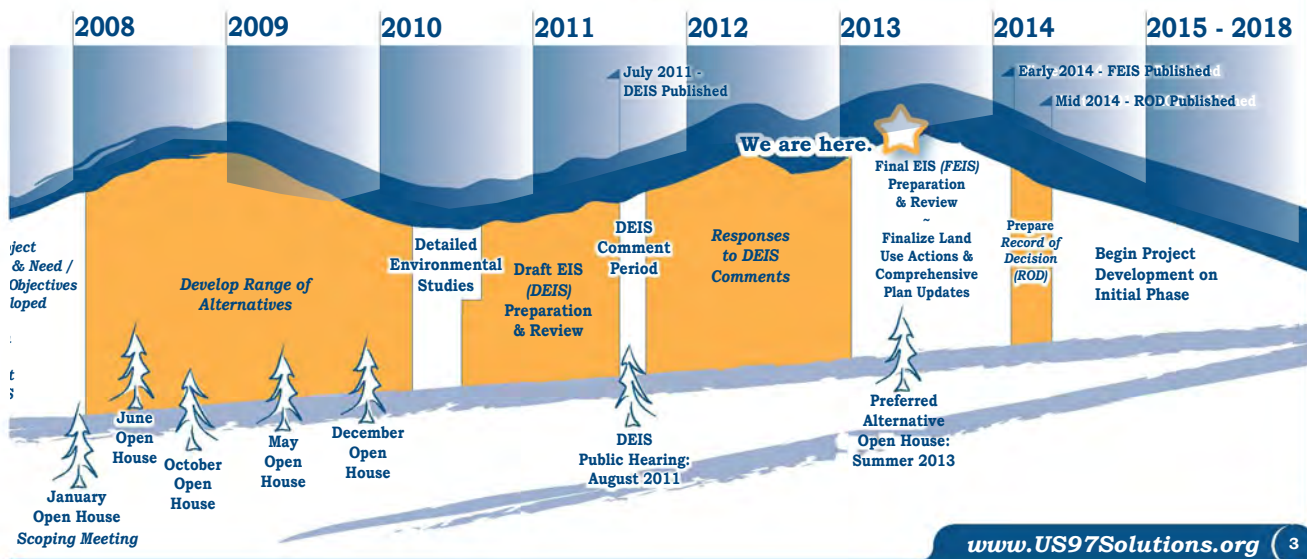 2008
2009
2010
2011
2012
2013
2014
2015 - 2018
July 2011 -
DEIS Published
Early 2014 - FEIS Published
Mid 2014 - ROD Published
We are here.
& Need /
Objectives
Develop Range of
Alternatives
Detailed
Environmental
Studies
Draft EIS
(DEIS)
Preparation
& Review
DEIS
Comment
Period
Responses
to DEIS
Comments
Final EIS (FEIS)
Preparation
& Review
~
Finalize Land
Use Actions &
Comprehensive
Plan Updates
Prepare
Record of
Decision
(ROD)
Begin Project
Development on
Initial Phase
January
Open House
Scoping Meeting
June
Open
House
October
Open
House
May
Open
House
December
Open
House
DEIS
Public Hearing:
August 2011
Preferred
Alternative
Open House:
Summer 2013
www.US97Solutions.org ( 3